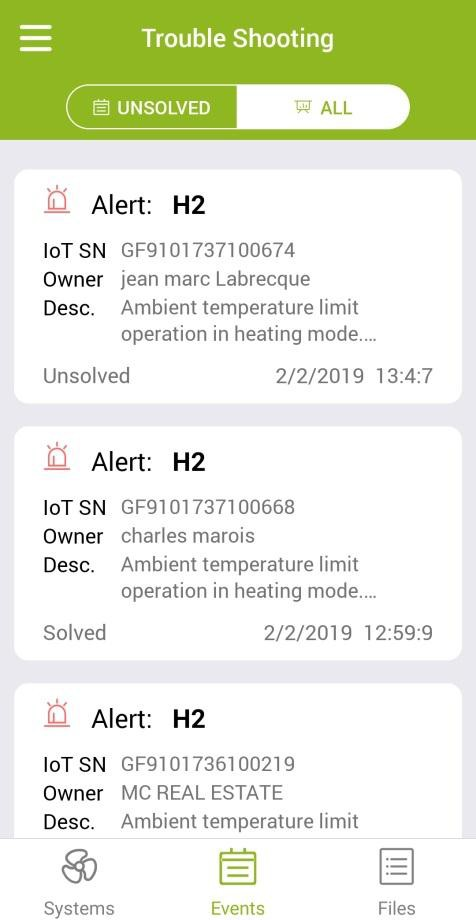 Trouble Shooting
UNSOLVED ALL
Alert: H2
IoT SN GF9101737100674
Owner jean marc Labrecque
Desc. Ambient temperature limit
operation in heating mode....
Unsolved 2/2/2019 13:4:7
Alert: H2
IoT SN GF9101737100668
Owner charles marois
Desc. Ambient temperature limit
operation in heating mode....
Solved 2/2/2019 12:59:9
Alert: H2
IoT SN GF9101736100219
Owner MC REAL ESTATE
Desc. Ambient temperature limit
Systems Events Files